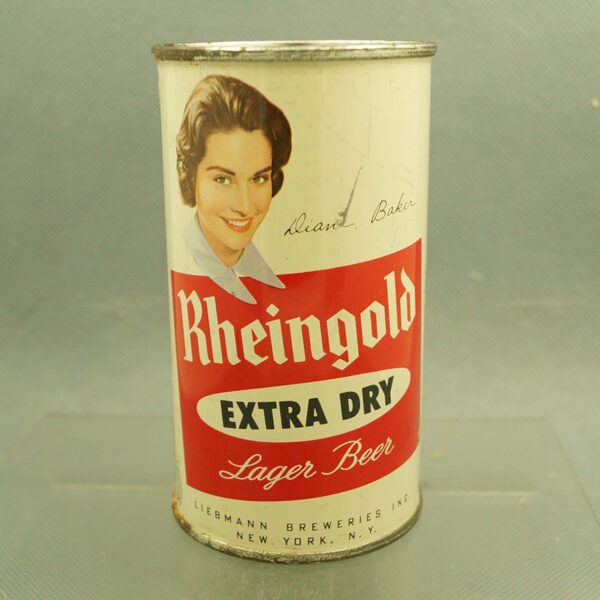 Diane Baker
Rheingold
EXTRA DRY
Lager Beer
LIEBMANN BREWERIES INC.
NEW YORK, N.Y.